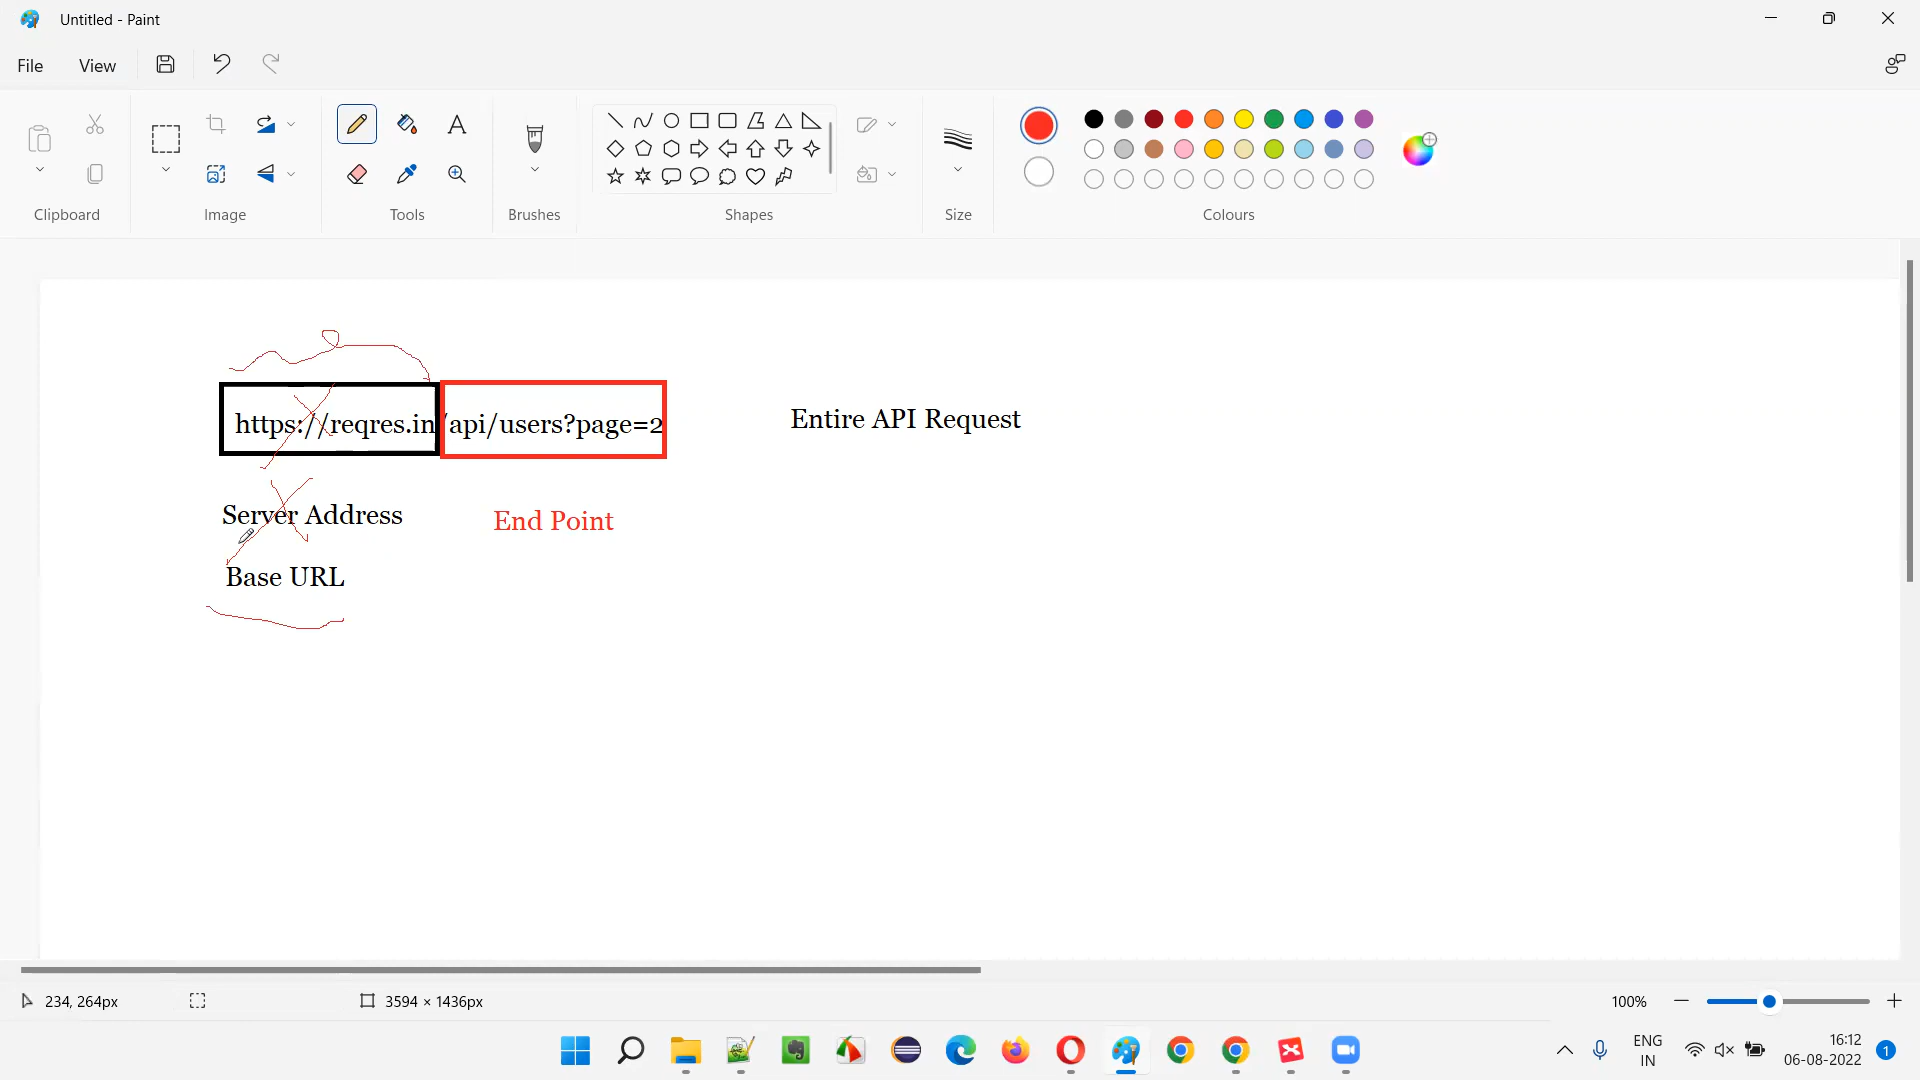 Untitled - Paint
File View
Clipboard Image Tools Brushes Shapes Size Colours
https://reqres.in/api/users?page=2 Entire API Request
Server Address End Point
Base URL
234, 264px 3594 × 1436px 100%
ENG 16:12
IN 06-08-2022 1